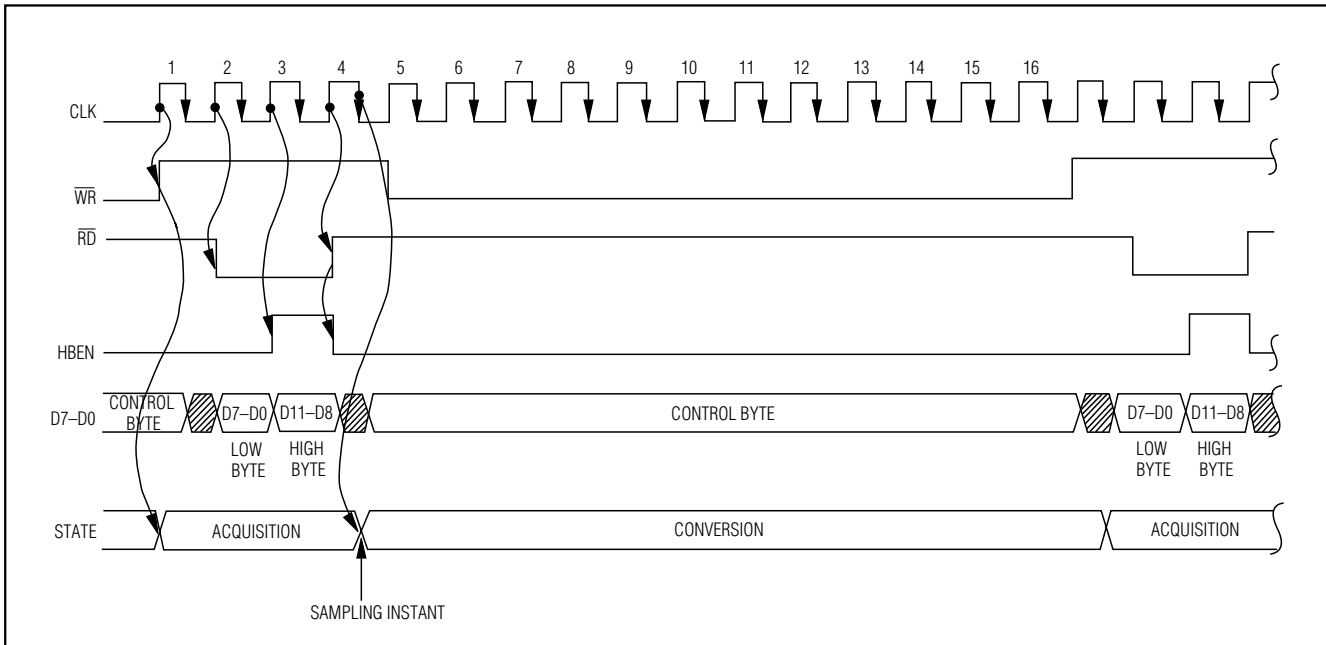 1 2 3 4 5 6 7 8 9 10 11 12 13 14 15 16
CLK
WR
RD
HBEN
D7–D0
CONTROL
BYTE
D7–D0
D11–D8
CONTROL BYTE
D7–D0
D11–D8
LOW
BYTE
HIGH
BYTE
LOW
BYTE
HIGH
BYTE
STATE
ACQUISITION
CONVERSION
ACQUISITION
SAMPLING INSTANT